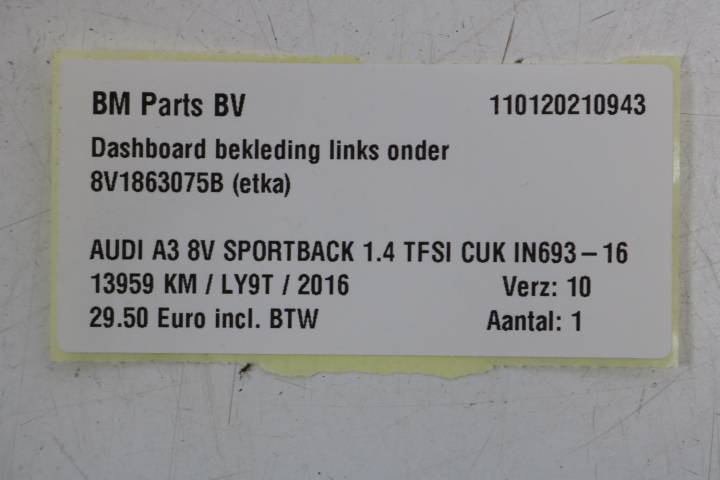 BM Parts BV 110120210943
Dashboard bekleding links onder
8V1863075B (etka)
AUDI A3 8V SPORTBACK 1.4 TFSI CUK IN693-16
13959 KM / LY9T / 2016 Verz: 10
29.50 Euro incl. BTW Aantal: 1